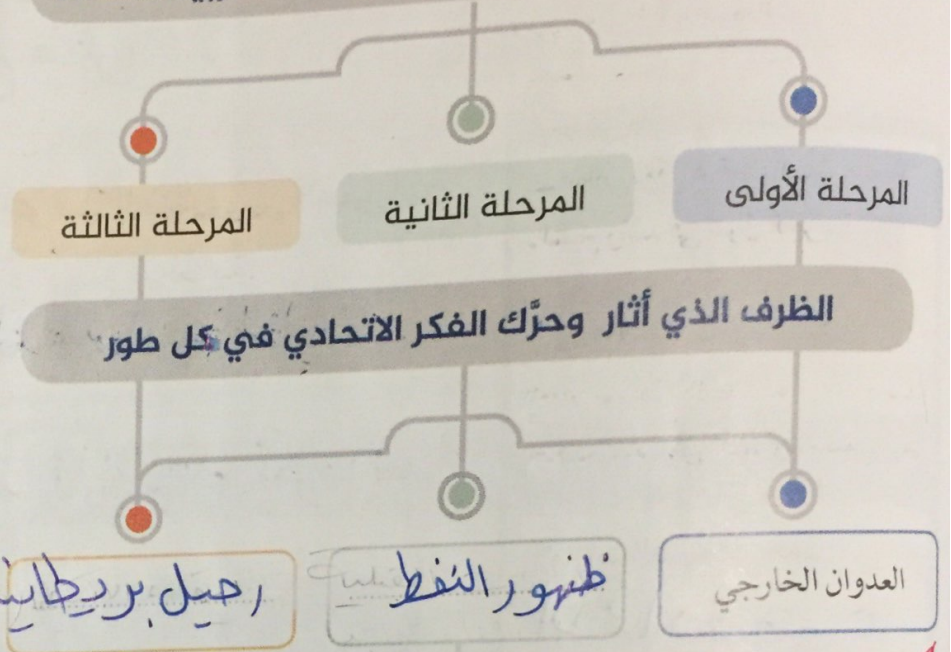 المرحلة الأولى
المرحلة الثانية
المرحلة الثالثة
الظرف الذي أثار وحرَّك الفكر الاتحادي في كل طور
العدوان الخارجي
ظهور النفط
رحيل بريطانيا